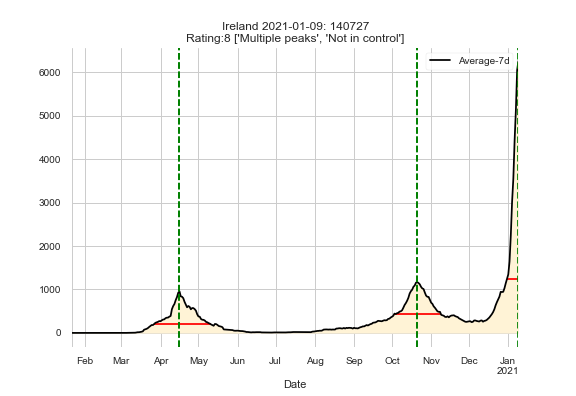 Ireland 2021-01-09: 140727
Rating:8 ['Multiple peaks', 'Not in control']
Average-7d
6000
5000
4000
3000
2000
1000
0
Feb Mar Apr May Jun Jul Aug Sep Oct Nov Dec Jan
2021
Date